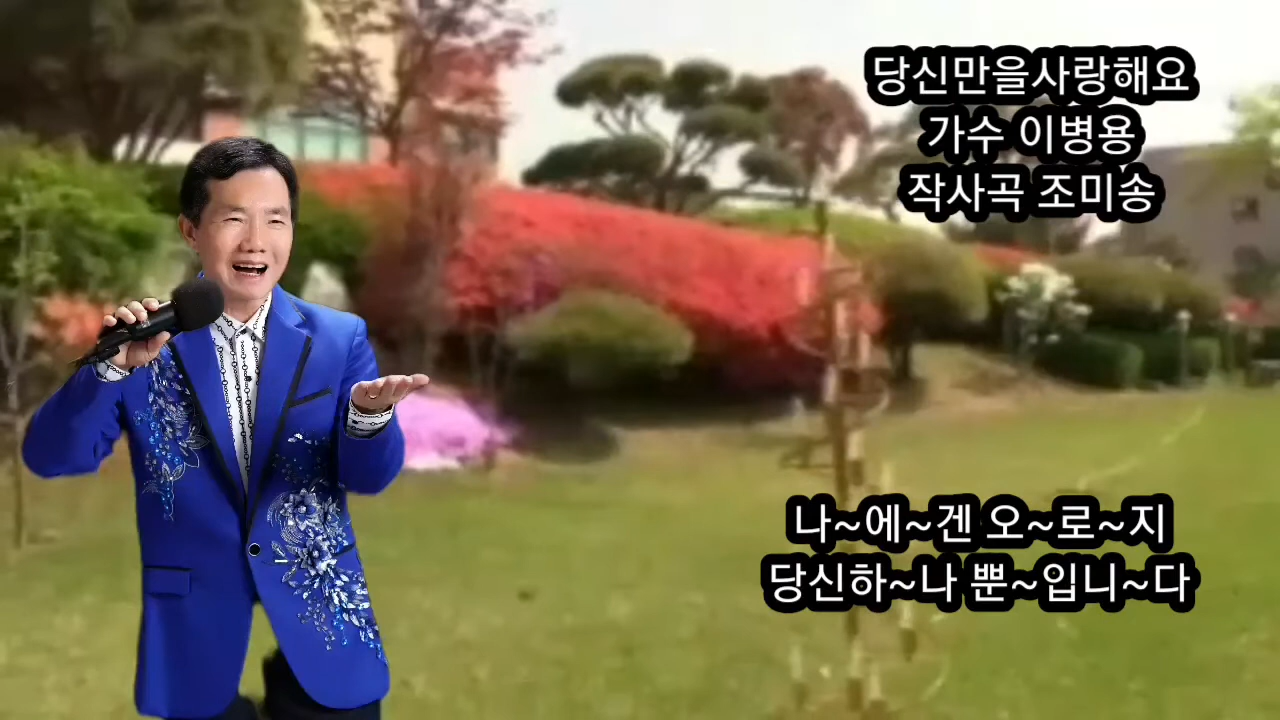 당신만을사랑해요
가수 이병용
작사곡 조미송
나~에~겐 오~로~지
당신하~나 뿐~입니~다